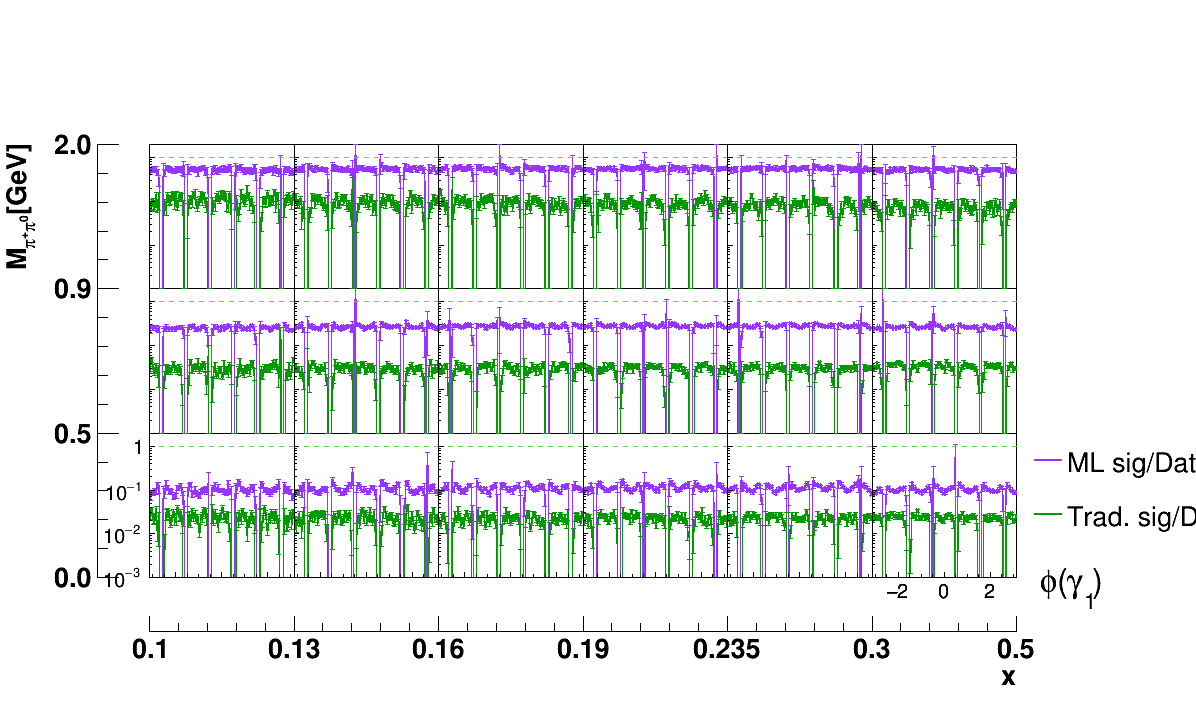 M_{π⁺π⁰} [GeV]
2.0
0.9
0.5
0.0
1
10⁻¹
10⁻²
10⁻³
ML sig/Dat
Trad. sig/D
φ(γ₁)
−2 0 2
0.1 0.13 0.16 0.19 0.235 0.3 0.5
x